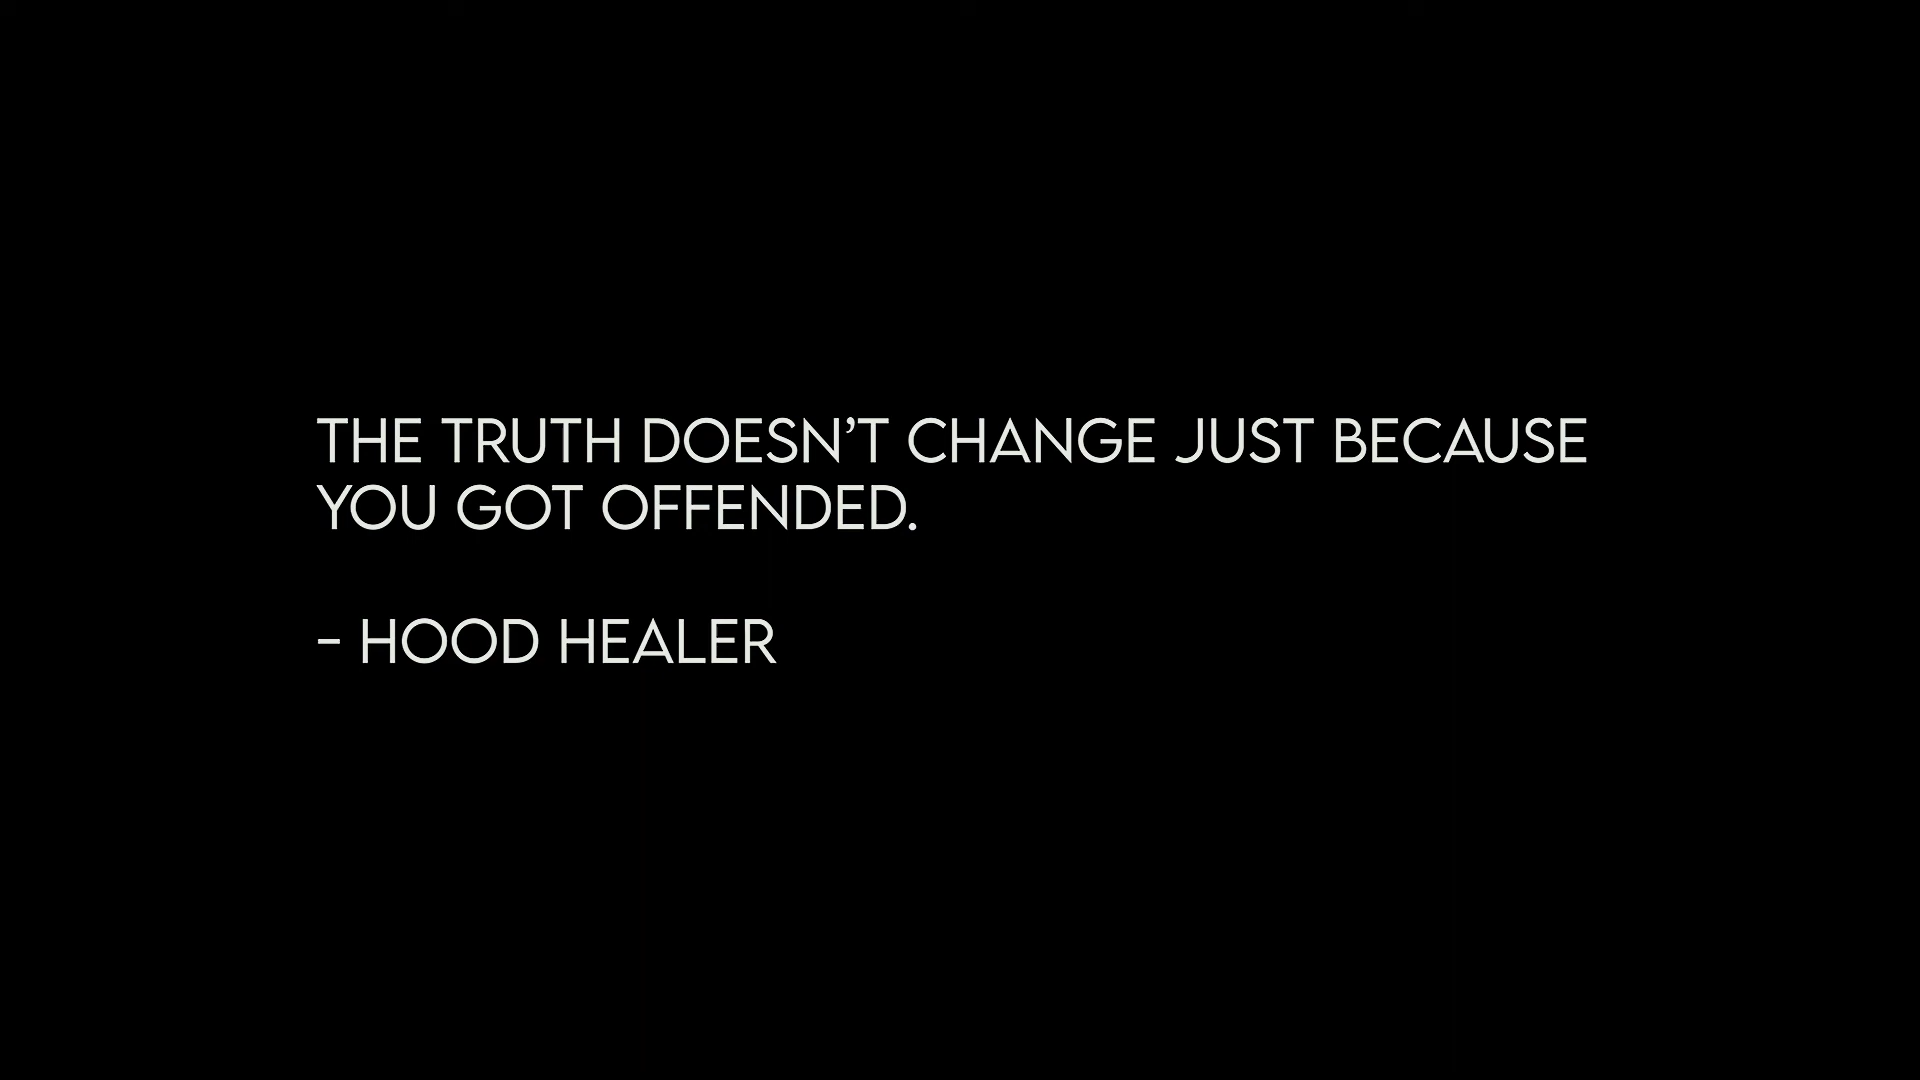 THE TRUTH DOESN’T CHANGE JUST BECAUSE
YOU GOT OFFENDED.
- HOOD HEALER